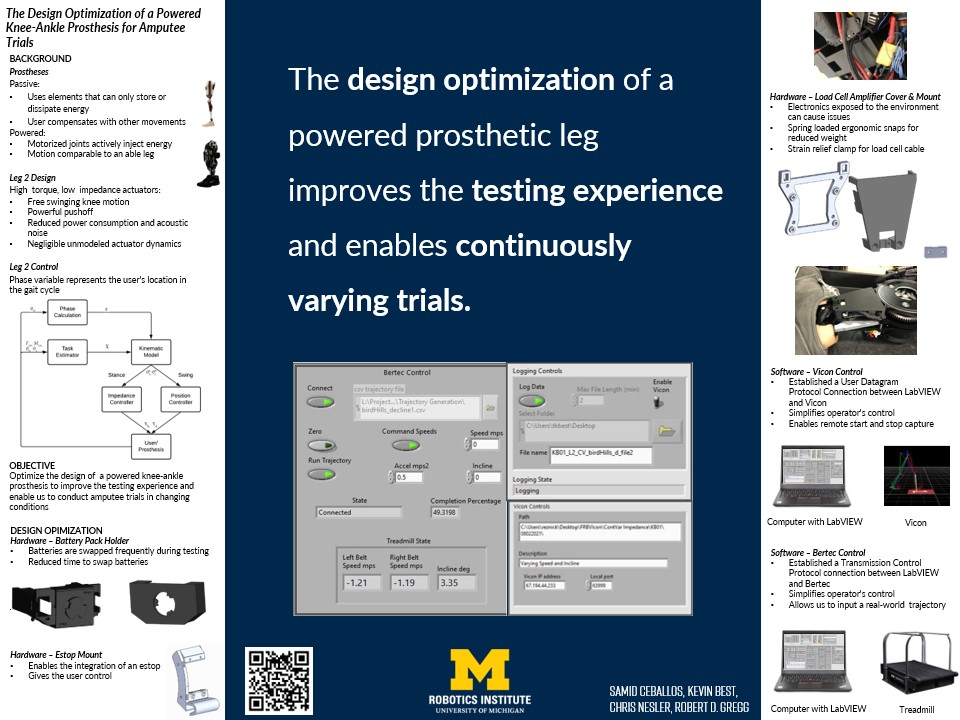 The Design Optimization of a Powered
Knee-Ankle Prosthesis for Amputee
Trials
BACKGROUND
Prostheses
Passive:
• Uses elements that can only store or
dissipate energy
• User compensates with other movements
Powered:
• Motorized joints actively inject energy
• Motion comparable to an able leg
Leg 2 Design
High torque, low impedance actuators:
• Free swinging knee motion
• Powerful pushoff
• Reduced power consumption and acoustic
noise
• Negligible unmodeled actuator dynamics
Leg 2 Control
Phase variable represents the user's location in
the gait cycle
Phase
Calculation
Task
Estimator
Kinematic
Model
Stance
Swing
Impedance
Controller
Position
Controller
User/
Prosthesis
OBJECTIVE
Optimize the design of a powered knee-ankle
prosthesis to improve the testing experience and
enable us to conduct amputee trials in changing
conditions
DESIGN OPIMIZATION
Hardware – Battery Pack Holder
• Batteries are swapped frequently during testing
• Reduced time to swap batteries
Hardware – Estop Mount
• Enables the integration of an estop
• Gives the user control
The design optimization of a
powered prosthetic leg
improves the testing experience
and enables continuously
varying trials.
Bertec Control
Connect
csv trajectory file
L:\Project...\Trajectory Generation\
birdHills_decline1.csv
Zero
Command Speeds
Speed mps
0
Run Trajectory
Accel mps2
0.5
Incline
0
State
Connected
Completion Percentage
49.3198
Treadmill State
Left Belt
Speed mps
-1.21
Right Belt
Speed mps
-1.19
Incline deg
3.35
Logging Controls
Log Data
Max File Length (min)
2
Enable
Vicon
Select Folder
C:\Users\tkbest\Desktop
File name
KB01_L2_CV_birdHills_d_file2
Logging State
Logging
Vicon Controls
Path
Description
Varying Speed and Incline
Vicon IP address
Local port
ROBOTICS INSTITUTE
UNIVERSITY OF MICHIGAN
SAMID CEBALLOS, KEVIN BEST,
CHRIS NESLER, ROBERT D. GREGG
Hardware – Load Cell Amplifier Cover & Mount
• Electronics exposed to the environment
can cause issues
• Spring loaded ergonomic snaps for
reduced weight
• Strain relief clamp for load cell cable
Software – Vicon Control
• Established a User Datagram
Protocol Connection between LabVIEW
and Vicon
• Simplifies operator's control
• Enables remote start and stop capture
Computer with LabVIEW
Vicon
Software – Bertec Control
• Established a Transmission Control
Protocol connection between LabVIEW
and Bertec
• Simplifies operator's control
• Allows us to input a real-world trajectory
Computer with LabVIEW
Treadmill